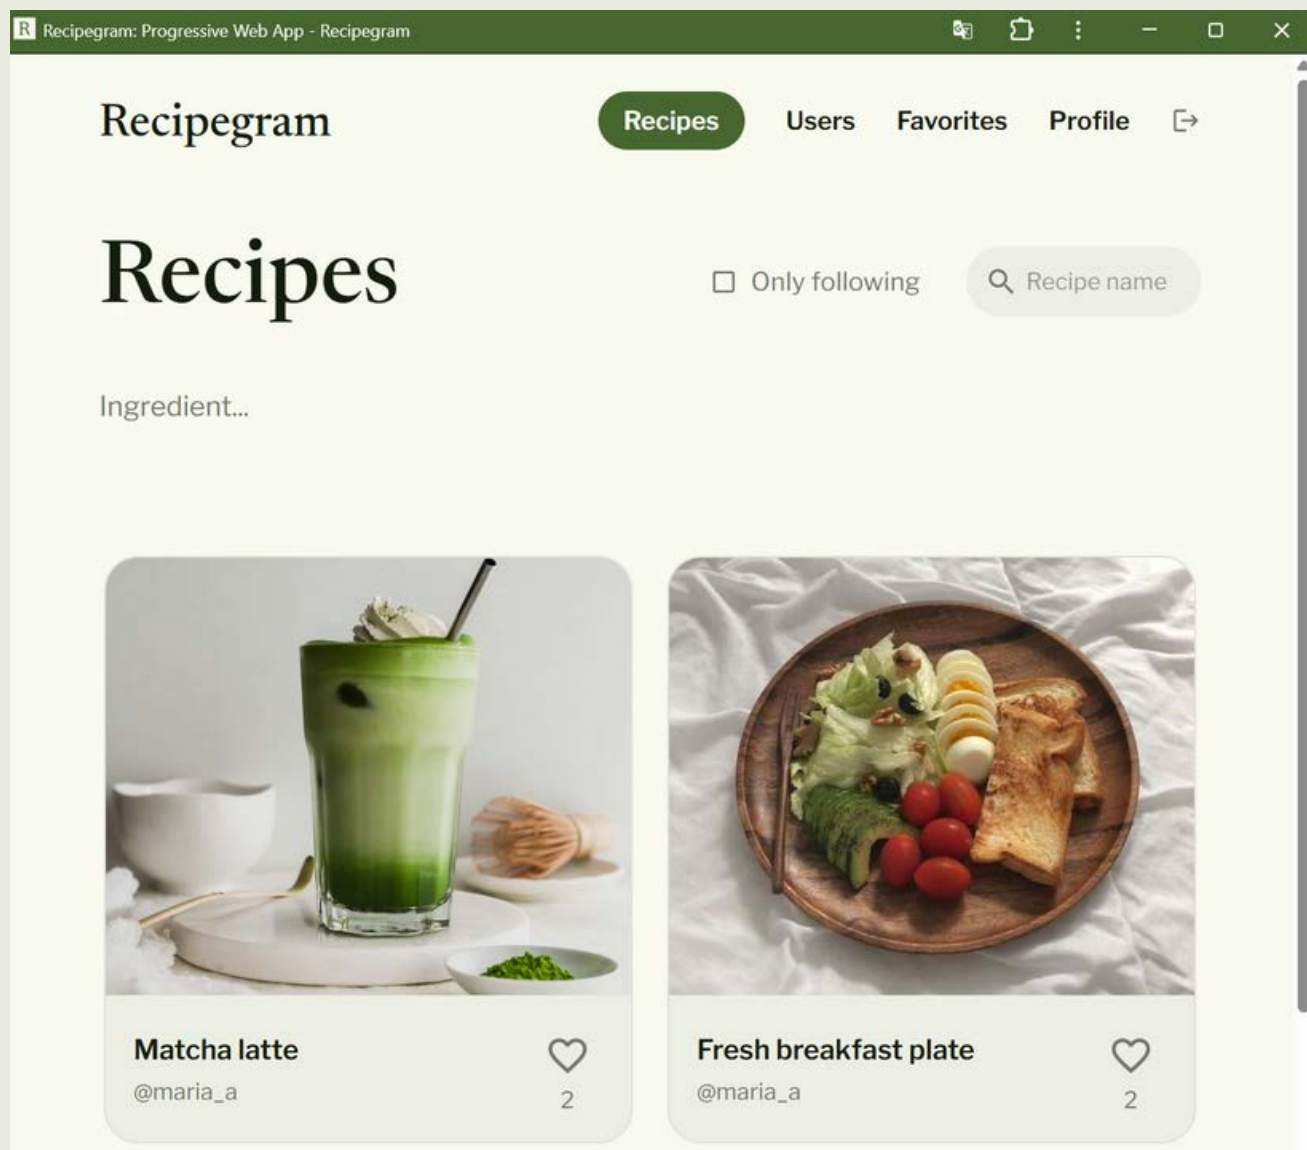 R Recipegram: Progressive Web App - Recipegram
Recipegram
Recipes Users Favorites Profile
Recipes
Only following
Recipe name
Ingredient...
Matcha latte
@maria_a
2
Fresh breakfast plate
@maria_a
2